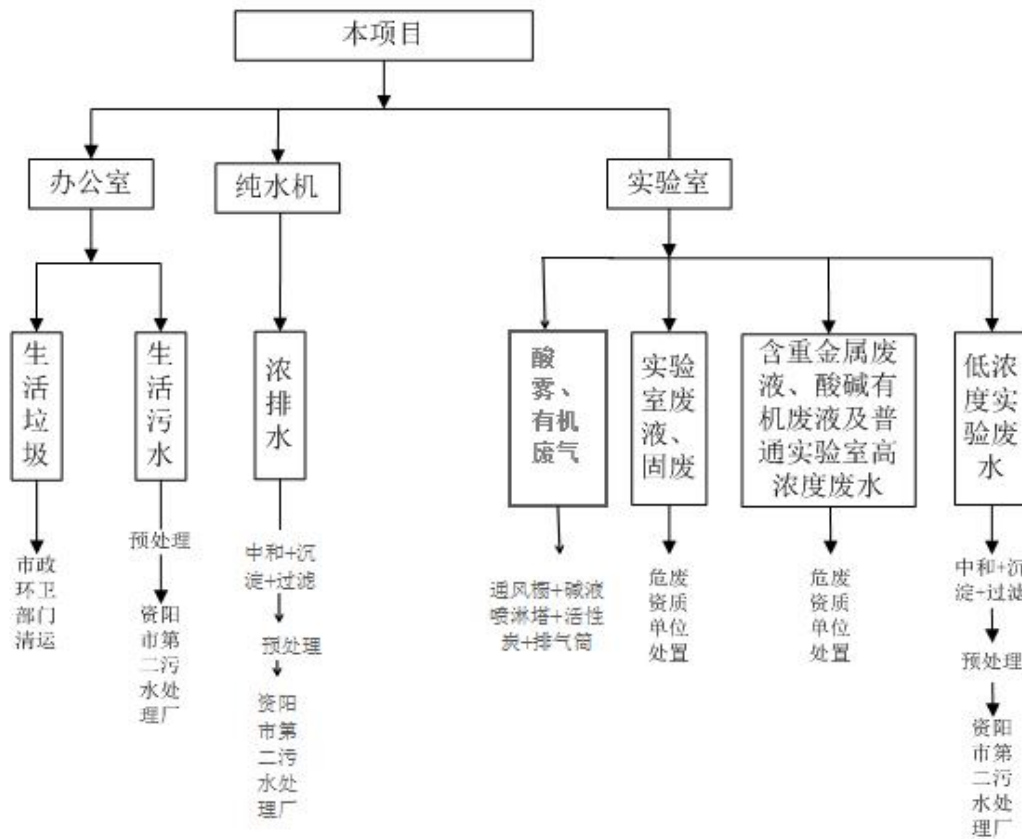 本项目
办公室
纯水机
实验室
生
活
垃
圾
生
活
污
水
浓
排
水
酸
雾、
有机
废气
实验
室废
液、
固废
含重金属废
液、酸碱有
机废液及普
通实验室高
浓度废水
低浓
度实
验废
水
市政
环卫
部门
清运
预处理
资阳
市第
二污
水处
理厂
中和+沉
淀+过滤
预处理
资阳
市第
二污
水处
理厂
通风橱+碱液
喷淋塔+活性
炭+排气筒
危废
资质
单位
处置
危废
资质
单位
处置
中和+沉
淀+过滤
预处理
资阳
市第
二污
水处
理厂